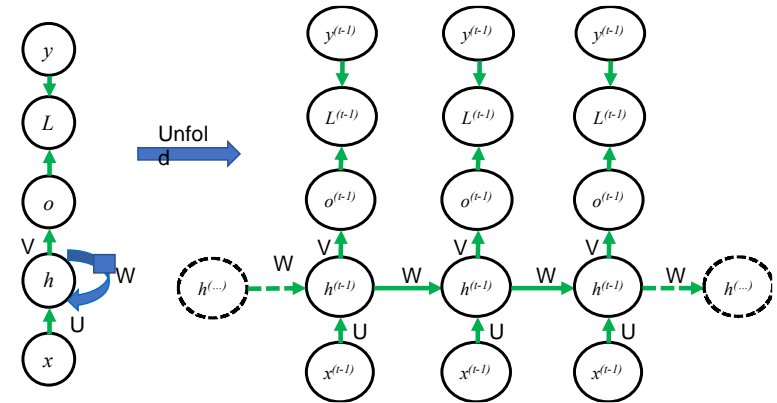 y
L
o
V
h
W
U
x
Unfol
d
y(t-1) y(t-1) y(t-1)
L(t-1) L(t-1) L(t-1)
o(t-1) o(t-1) o(t-1)
V V V
W W W W
h(...) h(t-1) h(t-1) h(t-1) h(...)
U U U
x(t-1) x(t-1) x(t-1)